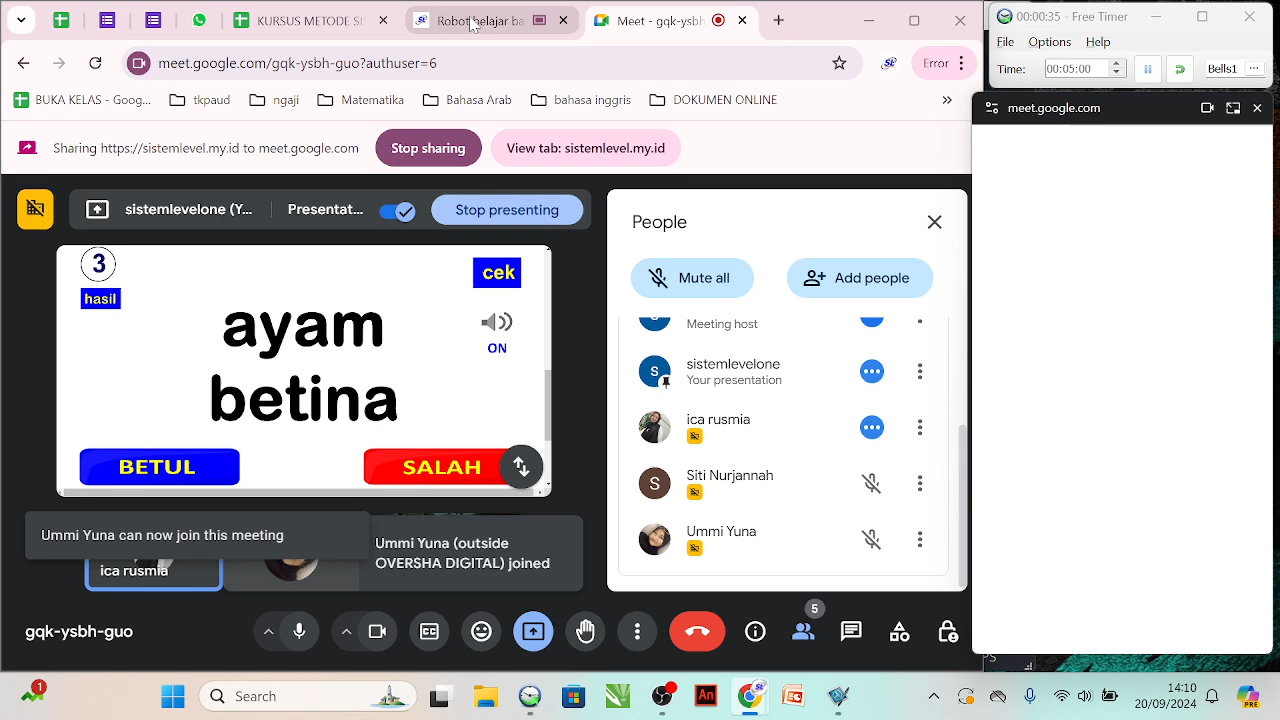 KURSUS METODE SI
Robot belajar ba
Meet - gqk-ysbh
meet.google.com/gqk-ysbh-guo?authuser=6
Error
BUKA KELAS - Goog...
tkpaud
ngaji
Matematika
Bahasa Arab
bahasa inggris
DOKUMEN ONLINE
Sharing https://sistemlevel.my.id to meet.google.com
Stop sharing
View tab: sistemlevel.my.id
sistemlevelone (Y...
Presentat...
Stop presenting
3
hasil
cek
ayam
betina
ON
BETUL
SALAH
Ummi Yuna can now join this meeting
ica rusmia
Ummi Yuna (outside
OVERSHA DIGITAL) joined
People
Mute all
Add people
Meeting host
sistemlevelone
Your presentation
ica rusmia
S
Siti Nurjannah
Ummi Yuna
gqk-ysbh-guo
5
00:00:35 - Free Timer
File Options Help
Time: 00:05:00 Bells1 ...
meet.google.com
1
Search
An
PRE
14:10
20/09/2024